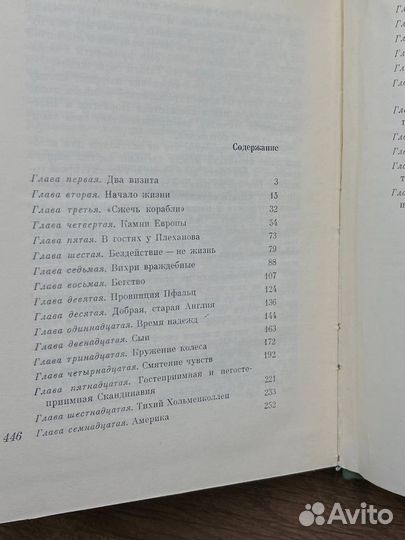 Содержание
Глава первая. Два визита 3
Глава вторая. Начало жизни 15
Глава третья. «Сжечь корабли» 32
Глава четвертая. Камни Европы 54
Глава пятая. В гостях у Плеханова 73
Глава шестая. Бездействие — не жизнь 79
Глава седьмая. Вихри враждебные 88
Глава восьмая. Бегство 107
Глава девятая. Провинция Пфальц 124
Глава десятая. Добрая, старая Англия 136
Глава одиннадцатая. Время надежд 144
Глава двенадцатая. Сын 163
Глава тринадцатая. Кружение колеса 172
Глава четырнадцатая. Смятение чувств 192
Глава пятнадцатая. Гостеприимная и негосте-
приимная Скандинавия 221
Глава шестнадцатая. Тихий Хольменколлен 233
Глава семнадцатая. Америка 252
446
Avito